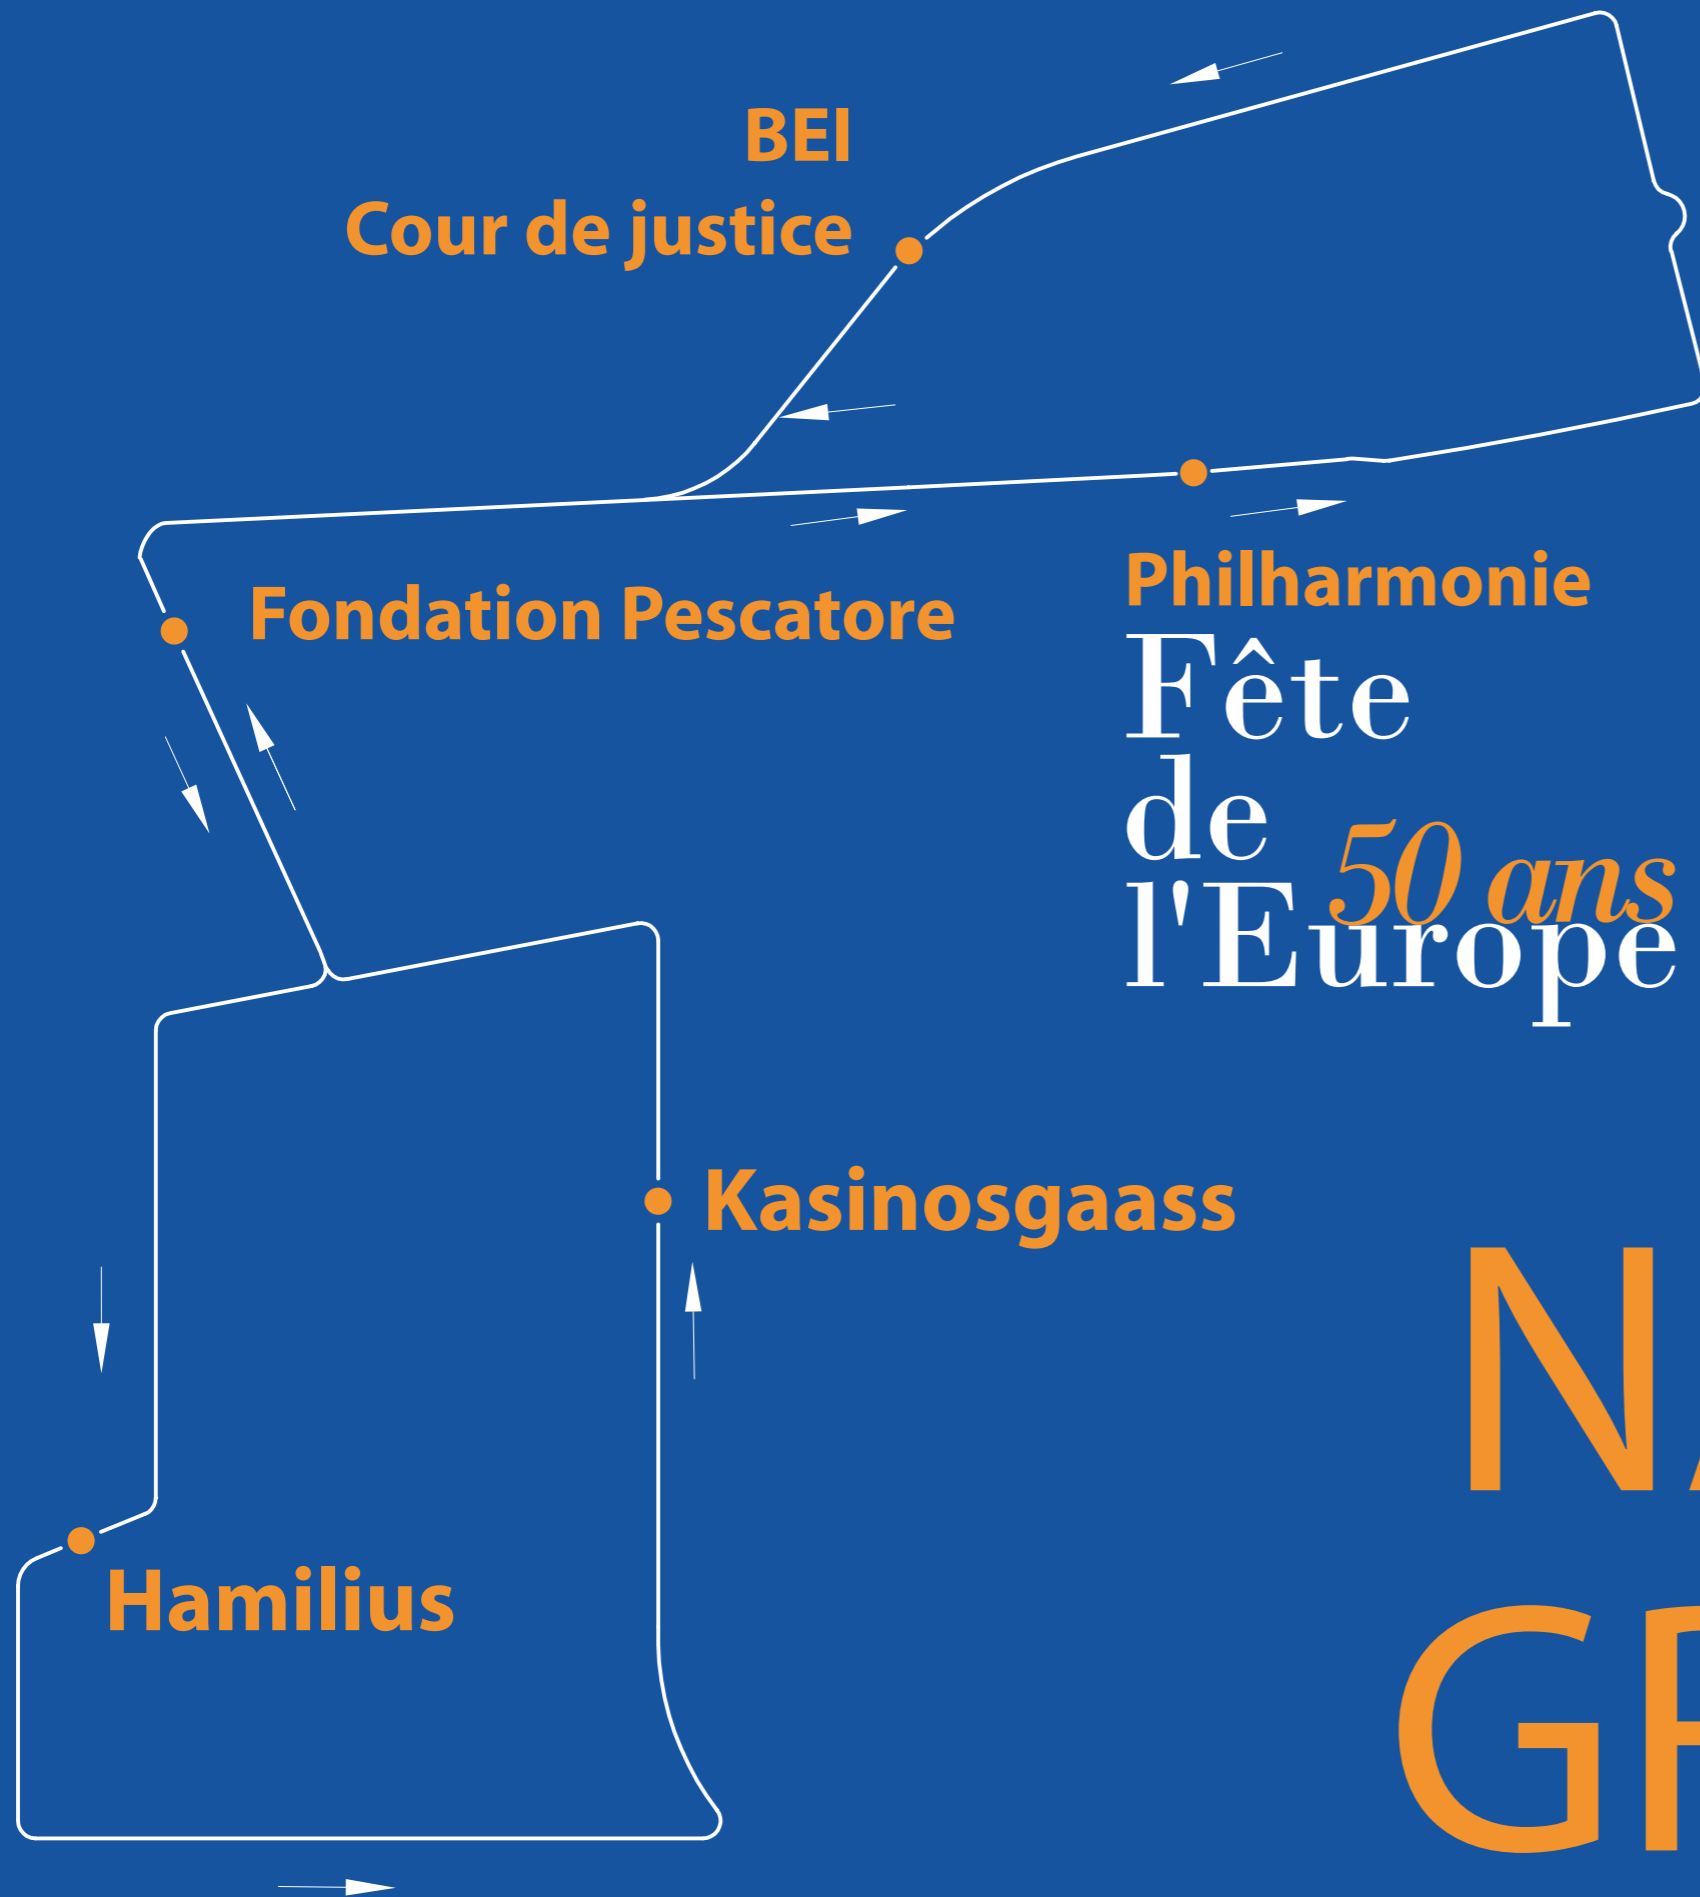 BEI
Cour de justice
Fondation Pescatore
Philharmonie
Fête
de
50 ans
l'Europe
Kasinosgaass
Hamilius